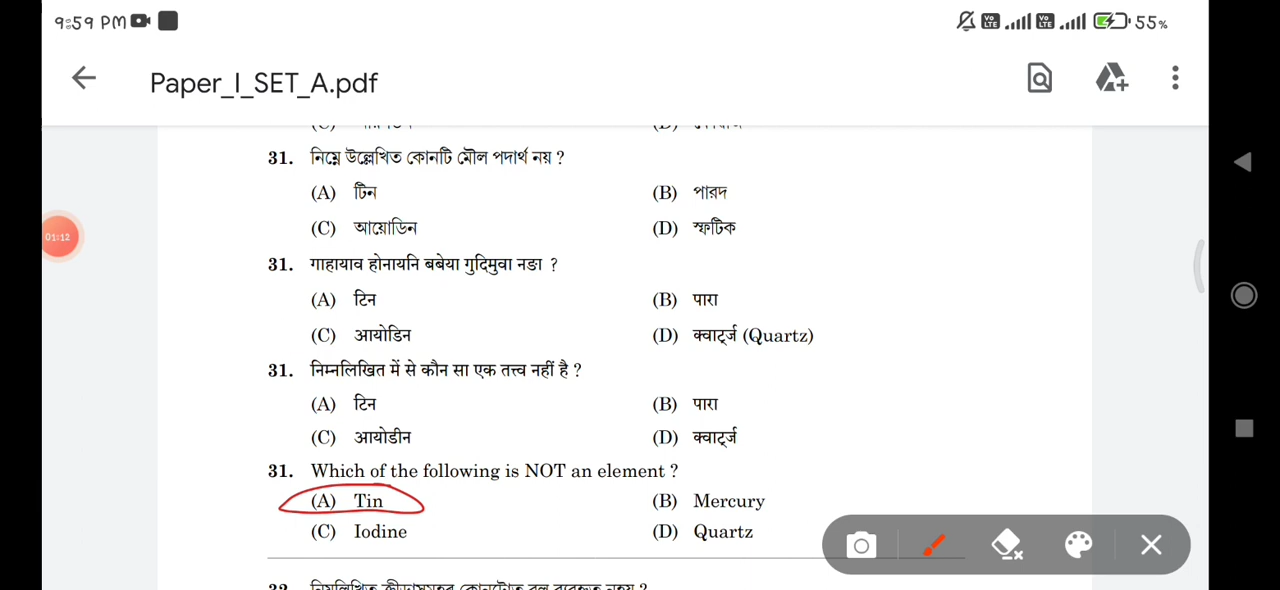 9:59 PM
55%
Paper_I_SET_A.pdf
31. নিম্নে উল্লেখিত কোনটি মৌল পদার্থ নয় ?
(A) টিন (B) পারদ
(C) আয়োডিন (D) স্ফটিক
31. गाहायाव होनायनि बबेया गुदिमुवा नङा ?
(A) टिन (B) पारा
(C) आयोडिन (D) क्वार्ट्ज (Quartz)
31. निम्नलिखित में से कौन सा एक तत्त्व नहीं है ?
(A) टिन (B) पारा
(C) आयोडीन (D) क्वार्ट्ज
31. Which of the following is NOT an element ?
(A) Tin (B) Mercury
(C) Iodine (D) Quartz
01:12